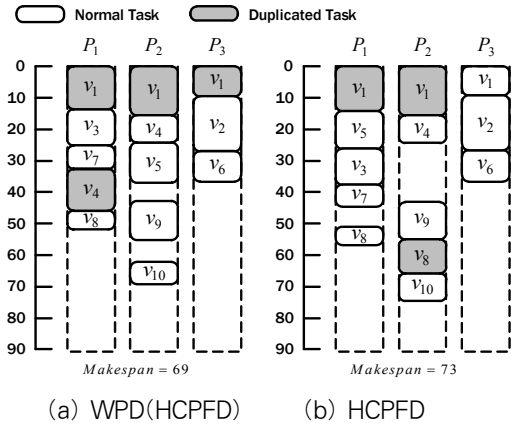 Normal Task Duplicated Task
P1 P2 P3 P1 P2 P3
0 0
10 10
20 20
30 30
40 40
50 50
60 60
70 70
80 80
90 90
v1 v3 v7 v4 v8
v1 v4 v5 v9 v10
v1 v2 v6
v1 v5 v3 v7 v8
v1 v4 v9 v8 v10
v1 v2 v6
Makespan = 69 Makespan = 73
(a) WPD(HCPFD) (b) HCPFD